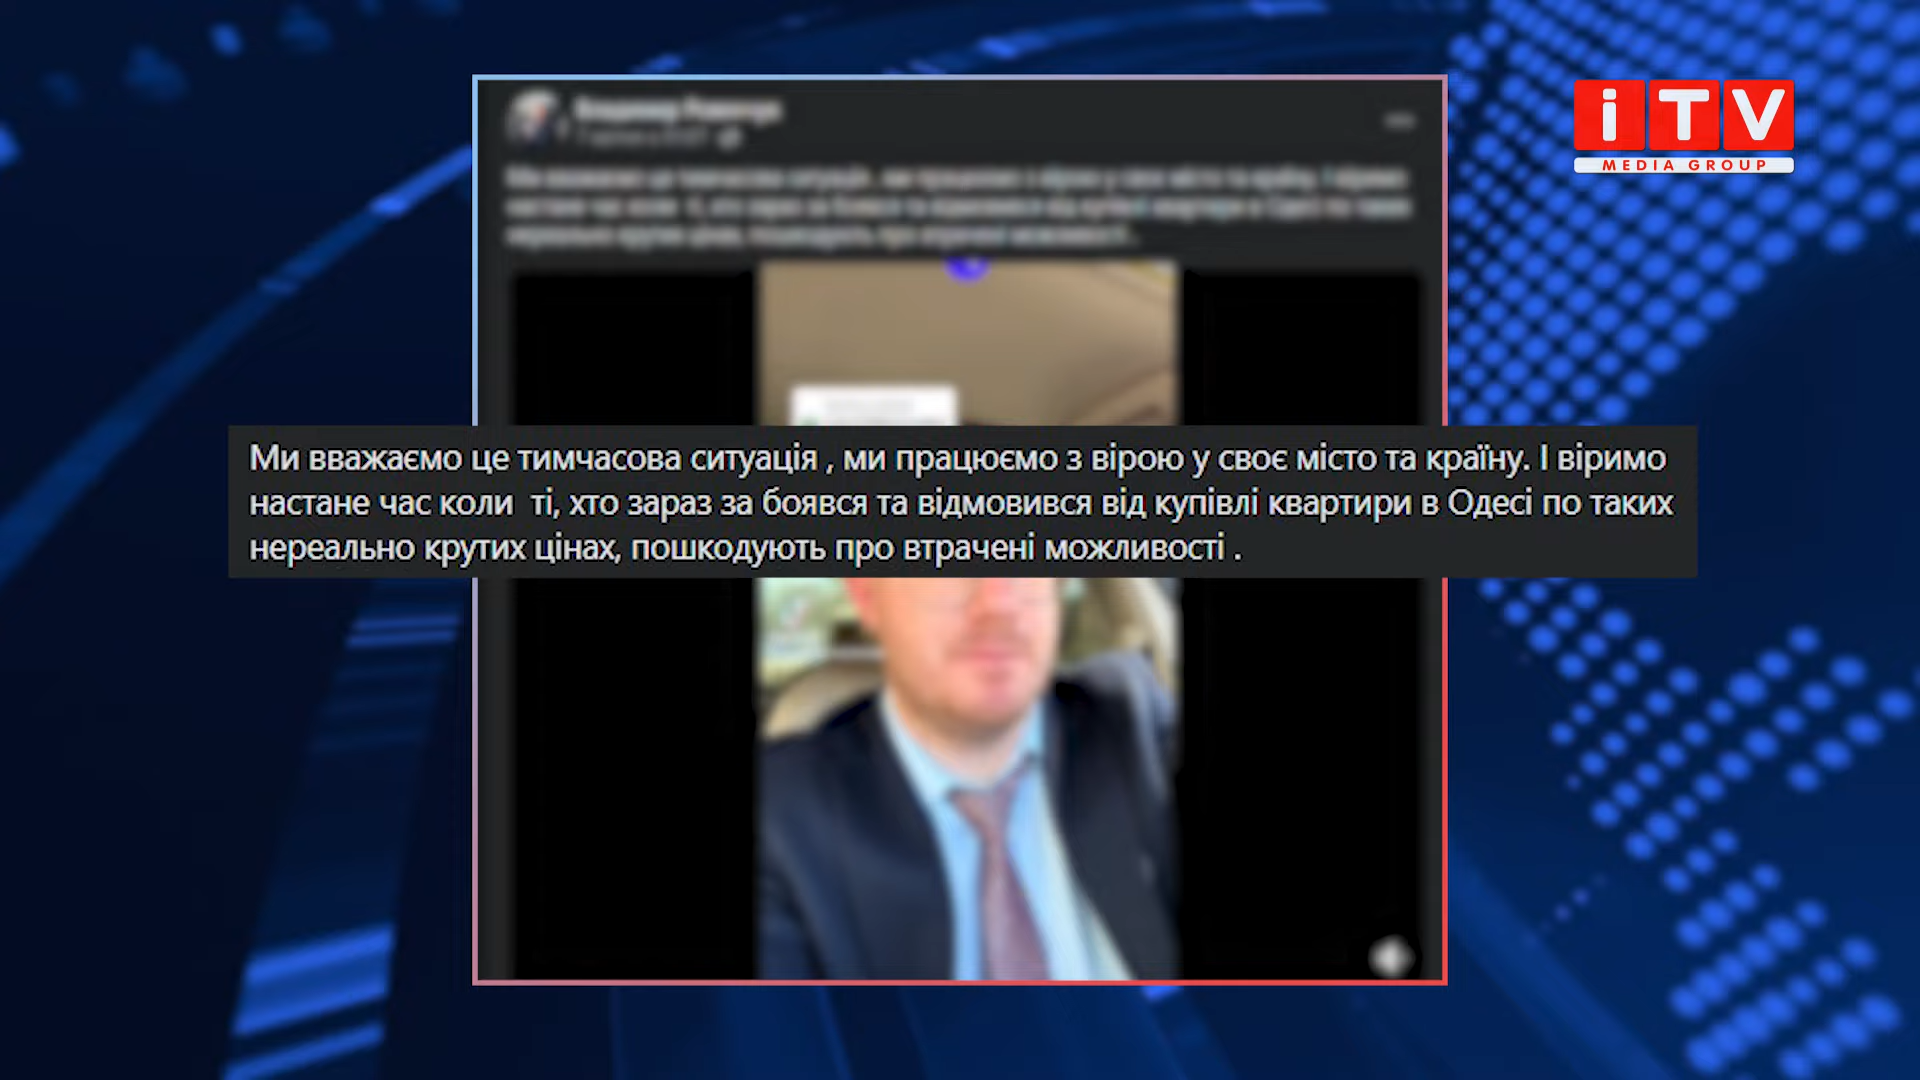 iTV
MEDIA GROUP
Ми вважаємо це тимчасова ситуація , ми працюємо з вірою у своє місто та країну. І віримо
настане час коли  ті, хто зараз за боявся та відмовився від купівлі квартири в Одесі по таких
нереально крутих цінах, пошкодують про втрачені можливості .